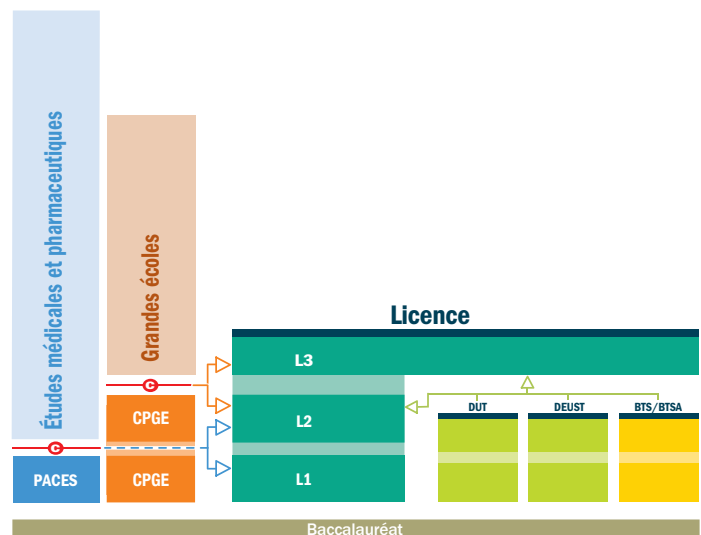 Études médicales et pharmaceutiques
Grandes écoles
Licence
L3
C
CPGE
L2
DUT
DEUST
BTS/BTSA
C
PACES
CPGE
L1
Baccalauréat